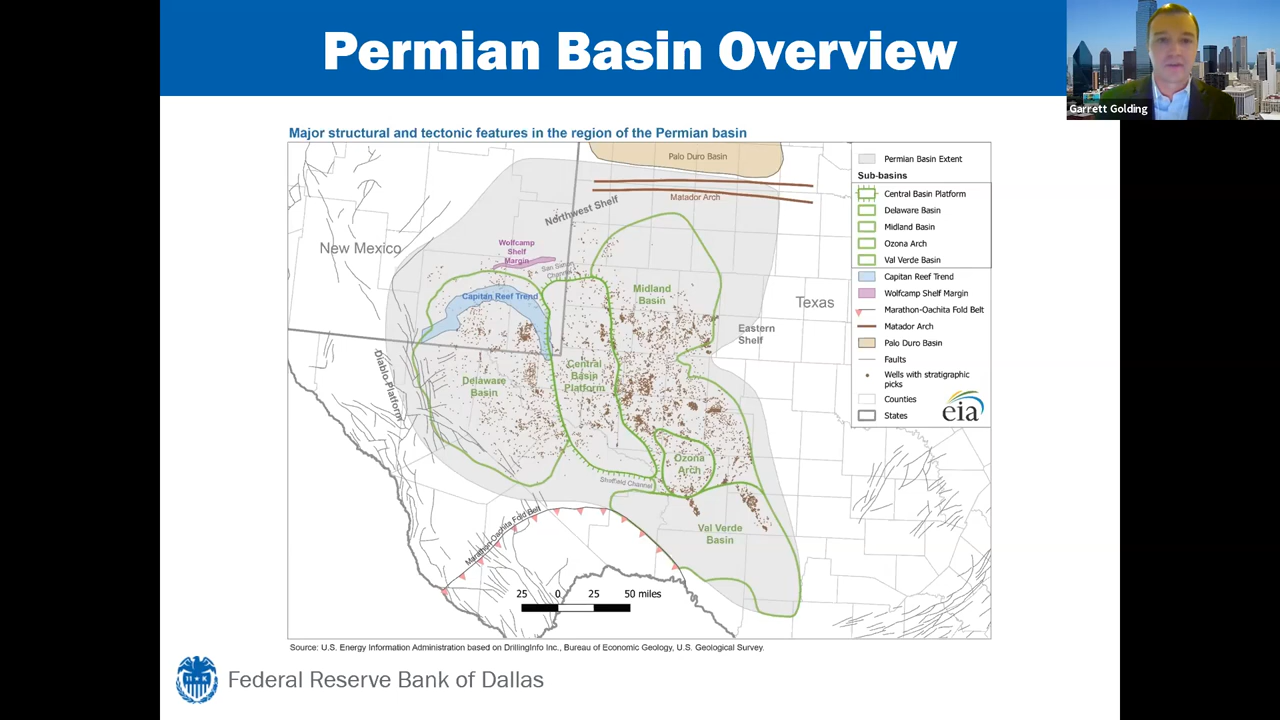 Permian Basin Overview
Garrett Golding
Major structural and tectonic features in the region of the Permian basin
Palo Duro Basin
Matador Arch
Northwest Shelf
New Mexico
Wolfcamp
Shelf
Margin
San Simon
Channel
Capitan Reef Trend
Midland
Basin
Texas
Eastern
Shelf
Diablo Platform
Delaware
Basin
Central
Basin
Platform
Ozona
Arch
Sheffield Channel
Marathon-Oachita Fold Belt
Val Verde
Basin
25 0 25 50 miles
Permian Basin Extent
Sub-basins
Central Basin Platform
Delaware Basin
Midland Basin
Ozona Arch
Val Verde Basin
Capitan Reef Trend
Wolfcamp Shelf Margin
Marathon-Oachita Fold Belt
Matador Arch
Palo Duro Basin
Faults
Wells with stratigraphic
picks
Counties
States
eia
Source: U.S. Energy Information Administration based on DrillingInfo Inc., Bureau of Economic Geology, U.S. Geological Survey.
Federal Reserve Bank of Dallas